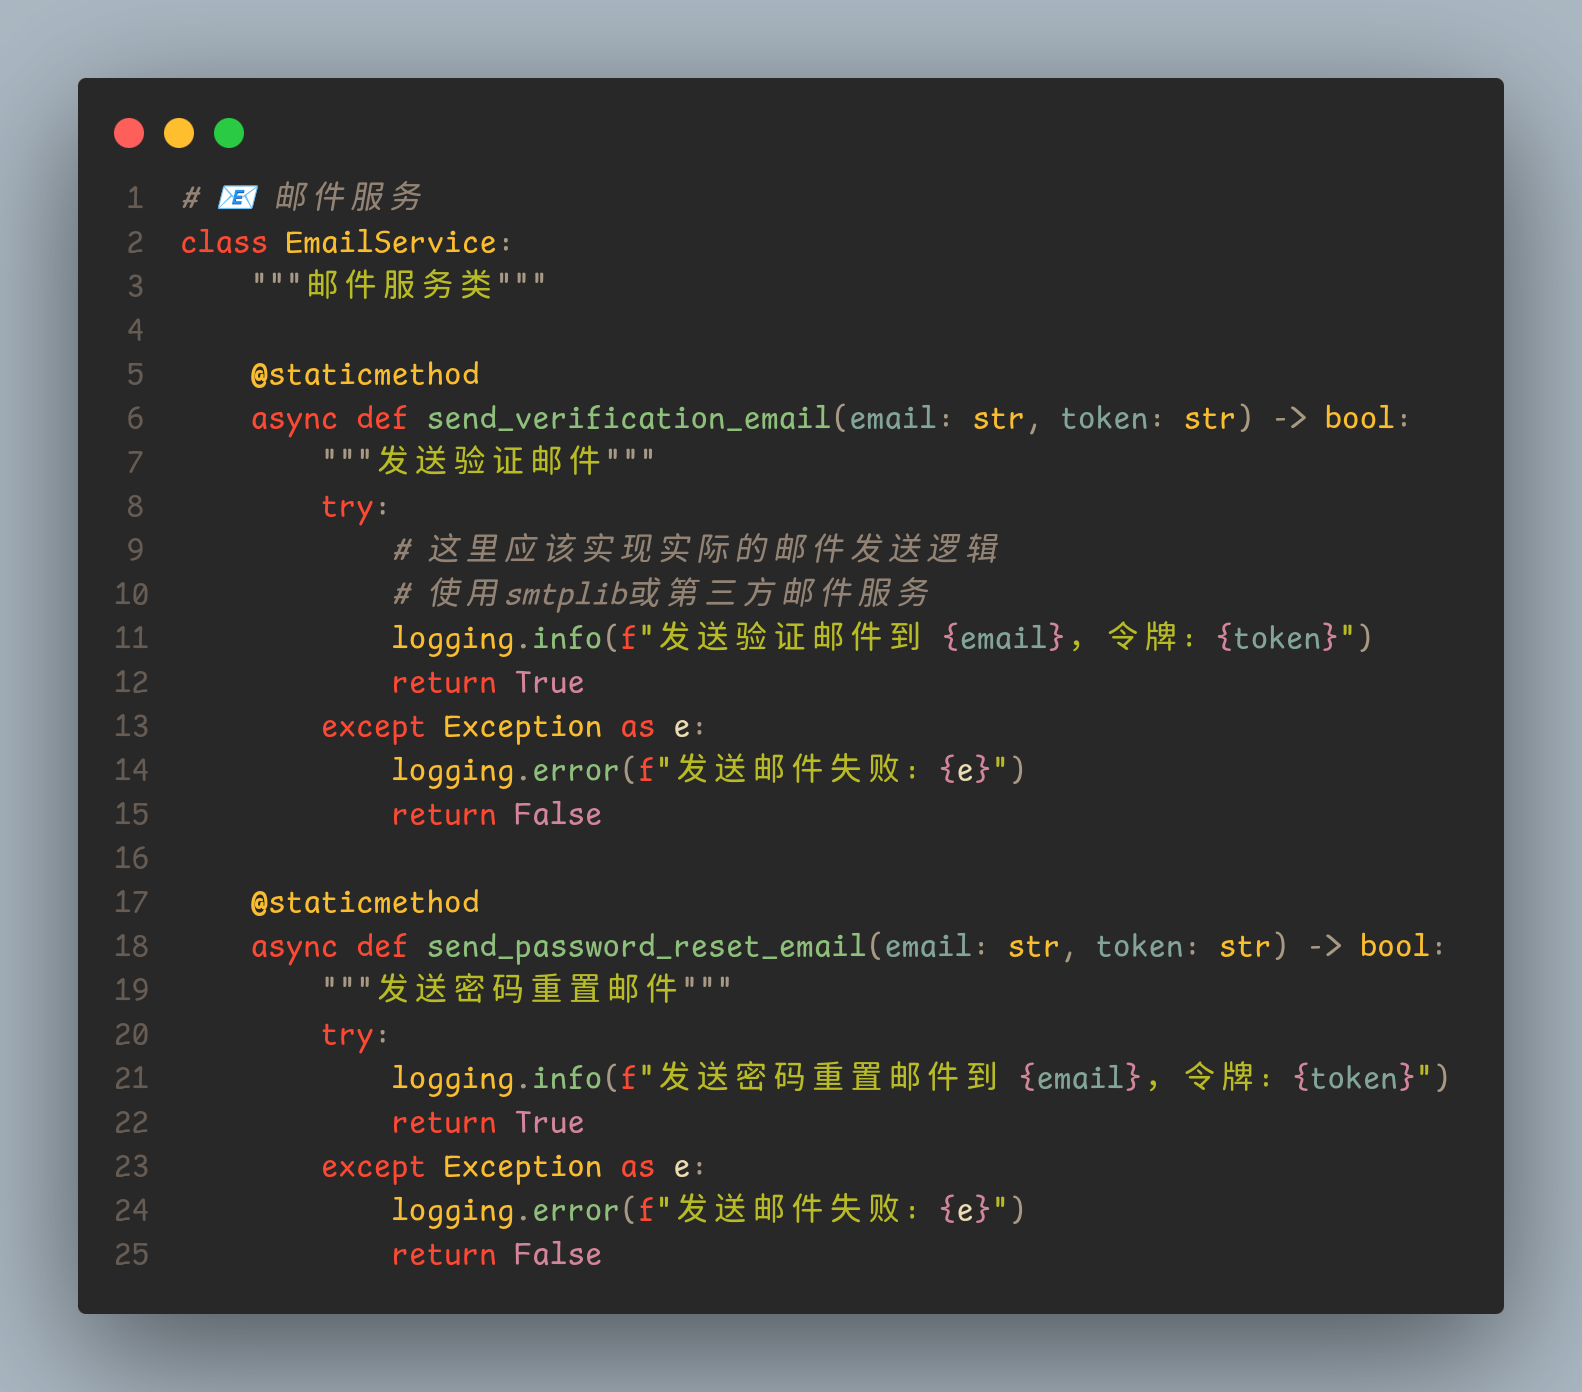 1 # 📧 邮件服务
2 class EmailService:
3     """邮件服务类"""
4
5     @staticmethod
6     async def send_verification_email(email: str, token: str) -> bool:
7         """发送验证邮件"""
8         try:
9             # 这里应该实现实际的邮件发送逻辑
10             # 使用smtplib或第三方邮件服务
11             logging.info(f"发送验证邮件到 {email}, 令牌: {token}")
12             return True
13         except Exception as e:
14             logging.error(f"发送邮件失败: {e}")
15             return False
16
17     @staticmethod
18     async def send_password_reset_email(email: str, token: str) -> bool:
19         """发送密码重置邮件"""
20         try:
21             logging.info(f"发送密码重置邮件到 {email}, 令牌: {token}")
22             return True
23         except Exception as e:
24             logging.error(f"发送邮件失败: {e}")
25             return False